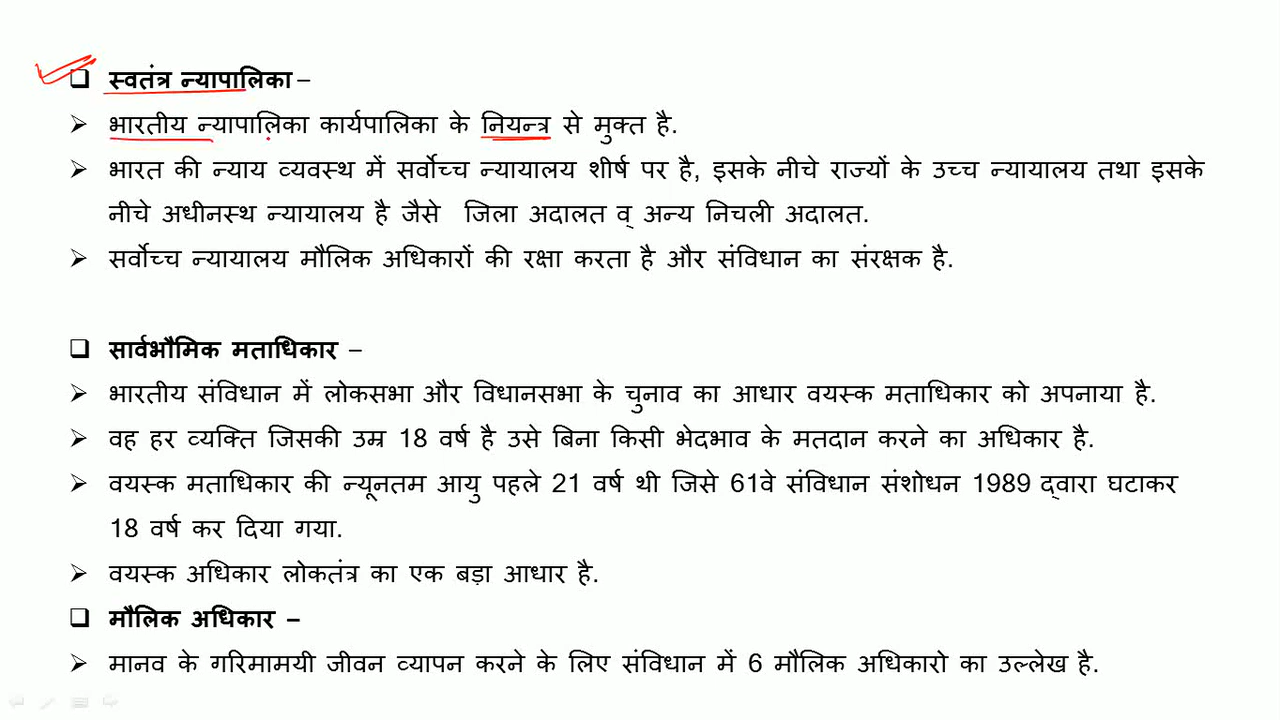 ❑ स्वतंत्र न्यापालिका –
➢ भारतीय न्यापालिका कार्यपालिका के नियन्त्र से मुक्त है.
➢ भारत की न्याय व्यवस्थ में सर्वोच्च न्यायालय शीर्ष पर है, इसके नीचे राज्यों के उच्च न्यायालय तथा इसके
नीचे अधीनस्थ न्यायालय है जैसे जिला अदालत व् अन्य निचली अदालत.
➢ सर्वोच्च न्यायालय मौलिक अधिकारों की रक्षा करता है और संविधान का संरक्षक है.
❑ सार्वभौमिक मताधिकार –
➢ भारतीय संविधान में लोकसभा और विधानसभा के चुनाव का आधार वयस्क मताधिकार को अपनाया है.
➢ वह हर व्यक्ति जिसकी उम्र 18 वर्ष है उसे बिना किसी भेदभाव के मतदान करने का अधिकार है.
➢ वयस्क मताधिकार की न्यूनतम आयु पहले 21 वर्ष थी जिसे 61वे संविधान संशोधन 1989 द्वारा घटाकर
18 वर्ष कर दिया गया.
➢ वयस्क अधिकार लोकतंत्र का एक बड़ा आधार है.
❑ मौलिक अधिकार –
➢ मानव के गरिमामयी जीवन व्यापन करने के लिए संविधान में 6 मौलिक अधिकारो का उल्लेख है.